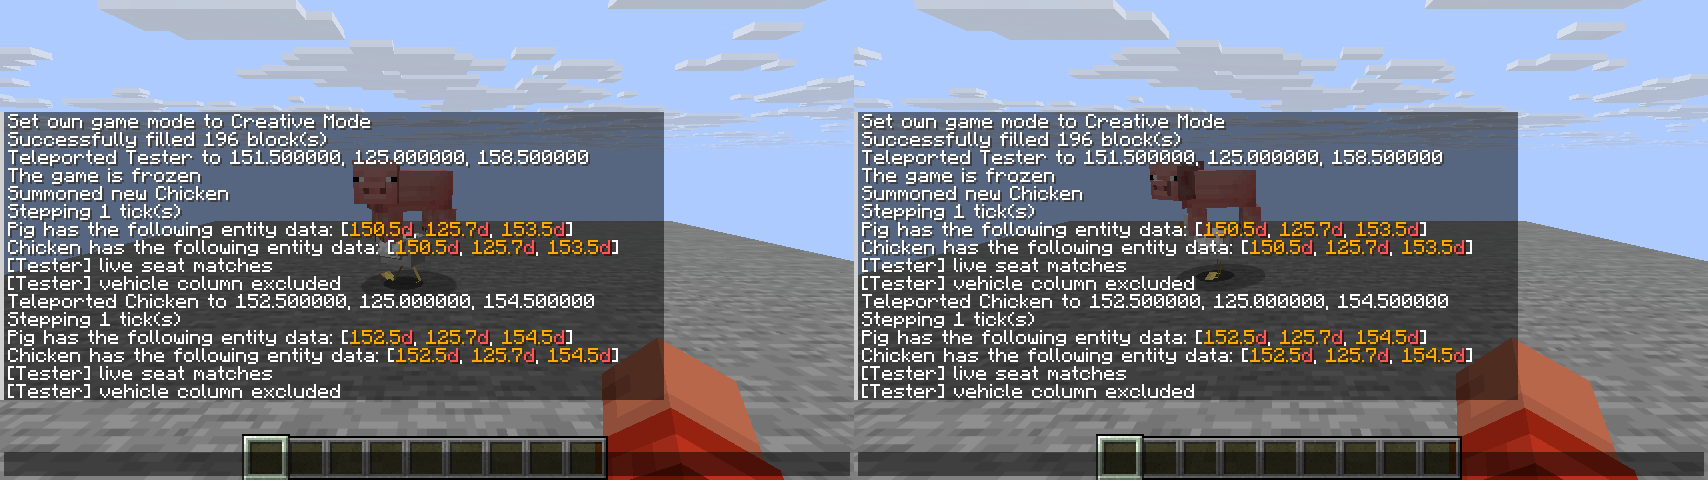 Set own game mode to Creative Mode
Successfully filled 196 block(s)
Teleported Tester to 151.500000, 125.000000, 158.500000
The game is frozen
Summoned new Chicken
Stepping 1 tick(s)
Pig has the following entity data: [150.5d, 125.7d, 153.5d]
Chicken has the following entity data: [150.5d, 125.7d, 153.5d]
[Tester] live seat matches
[Tester] vehicle column excluded
Teleported Chicken to 152.500000, 125.000000, 154.500000
Stepping 1 tick(s)
Pig has the following entity data: [152.5d, 125.7d, 154.5d]
Chicken has the following entity data: [152.5d, 125.7d, 154.5d]
[Tester] live seat matches
[Tester] vehicle column excluded
Set own game mode to Creative Mode
Successfully filled 196 block(s)
Teleported Tester to 151.500000, 125.000000, 158.500000
The game is frozen
Summoned new Chicken
Stepping 1 tick(s)
Pig has the following entity data: [150.5d, 125.7d, 153.5d]
Chicken has the following entity data: [150.5d, 125.7d, 153.5d]
[Tester] live seat matches
[Tester] vehicle column excluded
Teleported Chicken to 152.500000, 125.000000, 154.500000
Stepping 1 tick(s)
Pig has the following entity data: [152.5d, 125.7d, 154.5d]
Chicken has the following entity data: [152.5d, 125.7d, 154.5d]
[Tester] live seat matches
[Tester] vehicle column excluded